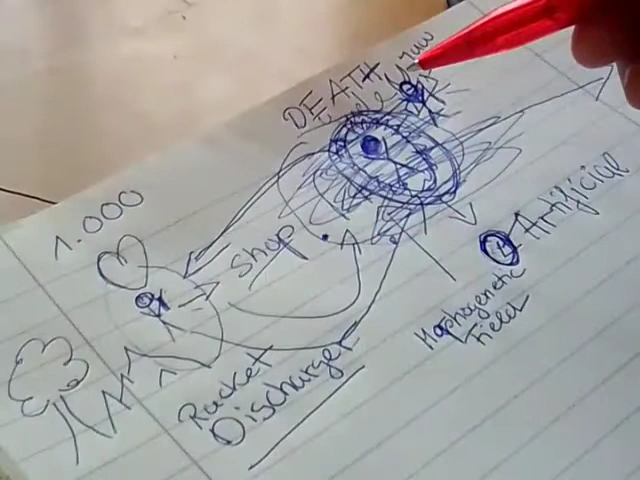 DEATH
1.000
Shop
Artificial
Morphogenetic
Field
Racket
Discharger